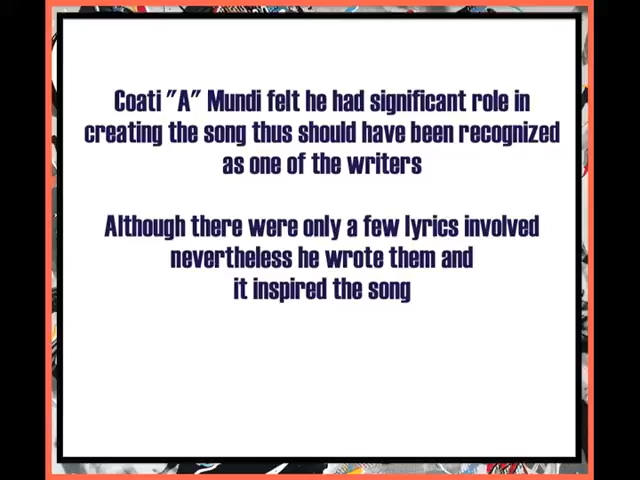 Coati "A" Mundi felt he had significant role in
creating the song thus should have been recognized
as one of the writers
Although there were only a few lyrics involved
nevertheless he wrote them and
it inspired the song